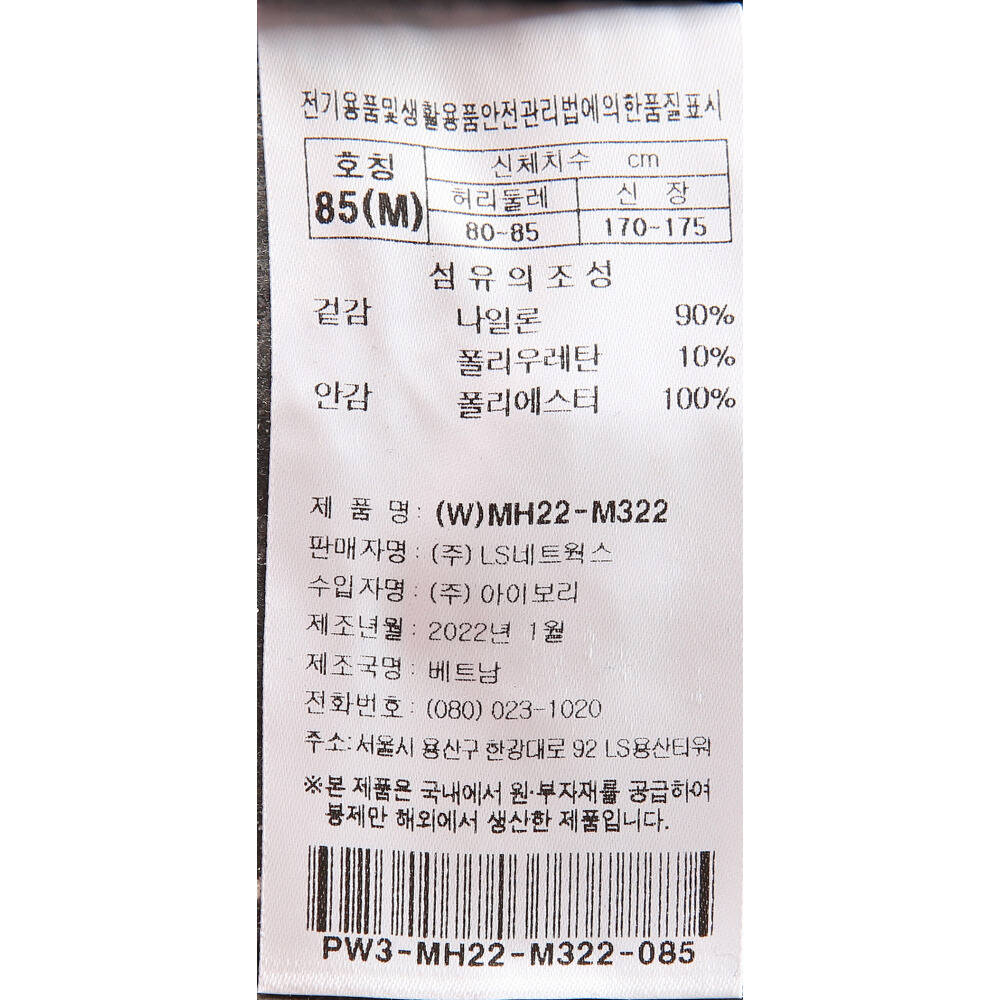 전기용품및생활용품안전관리법에의한품질표시
호칭 신체치수 cm
85(M) 허리둘레 신 장
80-85 170-175
섬유의조성
겉감 나일론 90%
폴리우레탄 10%
안감 폴리에스터 100%
제 품 명: (W)MH22-M322
판매자명: (주) LS네트웍스
수입자명: (주) 아이보리
제조년월: 2022년 1월
제조국명: 베트남
전화번호: (080) 023-1020
주소: 서울시 용산구 한강대로 92 LS용산타워
※본 제품은 국내에서 원·부자재를 공급하여
봉제만 해외에서 생산한 제품입니다.
PW3-MH22-M322-085